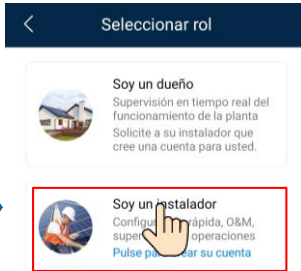 Seleccionar rol
Soy un dueño
Supervisión en tiempo real del
funcionamiento de la planta
Solicite a su instalador que
cree una cuenta para usted.
Soy un instalador
rápida, O&M,
operaciones
Pulse su cuenta